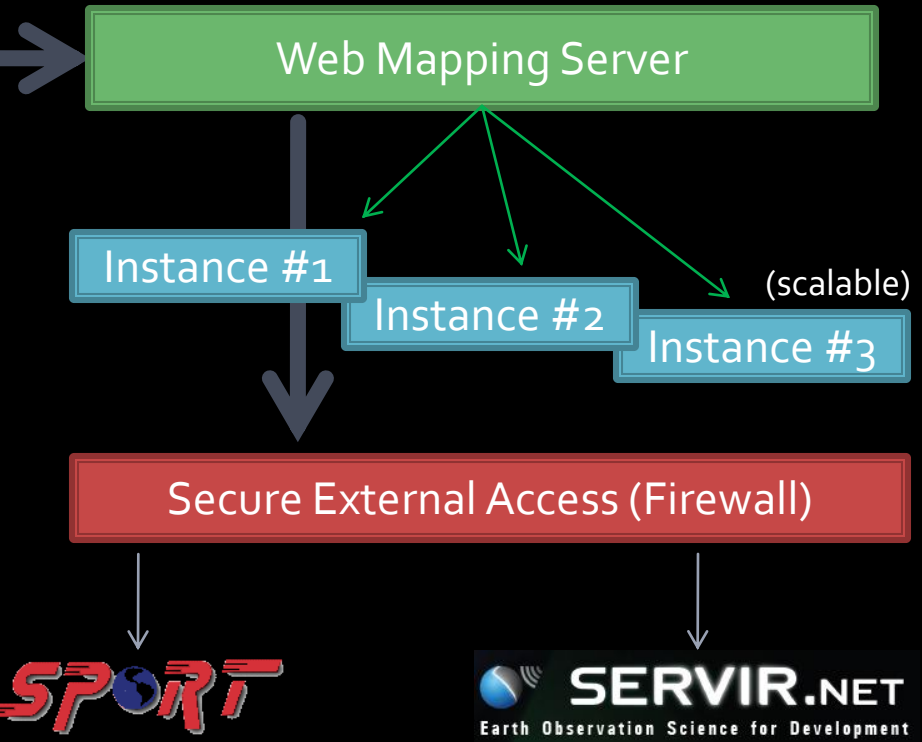 Web Mapping Server
Instance #1
(scalable)
Instance #2
Instance #3
Secure External Access (Firewall)
SPoRT
SERVIR.NET
Earth Observation Science for Development